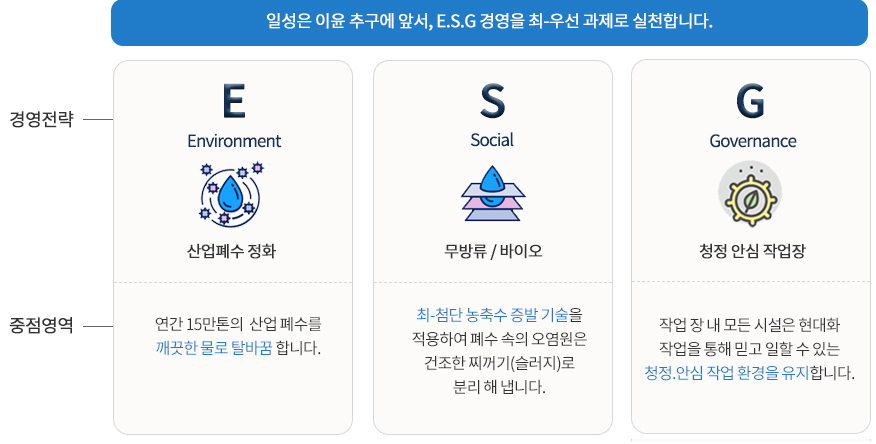 일성은 이윤 추구에 앞서, E.S.G 경영을 최-우선 과제로 실천합니다.
경영전략
E
Environment
산업폐수 정화
S
Social
무방류 / 바이오
G
Governance
청정 안심 작업장
중점영역
연간 15만톤의 산업 폐수를
깨끗한 물로 탈바꿈 합니다.
최-첨단 농축수 증발 기술을
적용하여 폐수 속의 오염원은
건조한 찌꺼기(슬러지)로
분리 해 냅니다.
작업 장 내 모든 시설은 현대화
작업을 통해 믿고 일할 수 있는
청정.안심 작업 환경을 유지합니다.